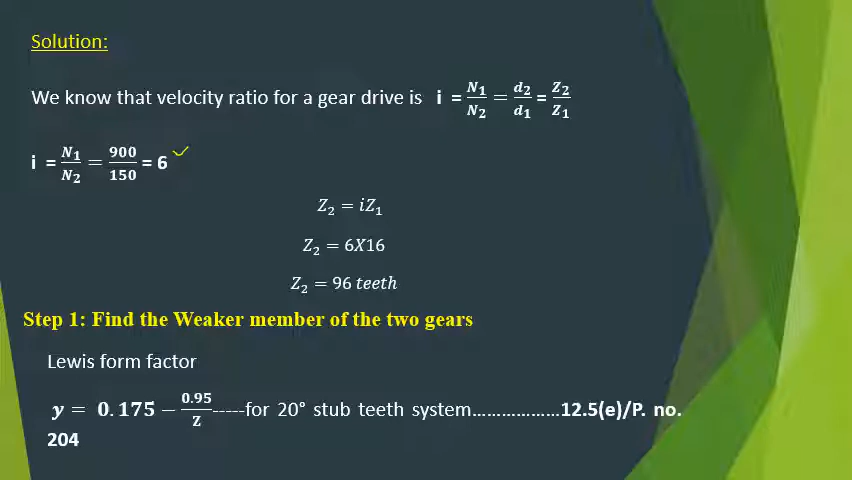 Solution:
We know that velocity ratio for a gear drive is i = N₁/N₂ = d₂/d₁ = Z₂/Z₁
i = N₁/N₂ = 900/150 = 6
Z₂ = iZ₁
Z₂ = 6X16
Z₂ = 96 teeth
Step 1: Find the Weaker member of the two gears
Lewis form factor
y = 0.175 − 0.95/Z-----for 20° stub teeth system………………12.5(e)/P. no.
204